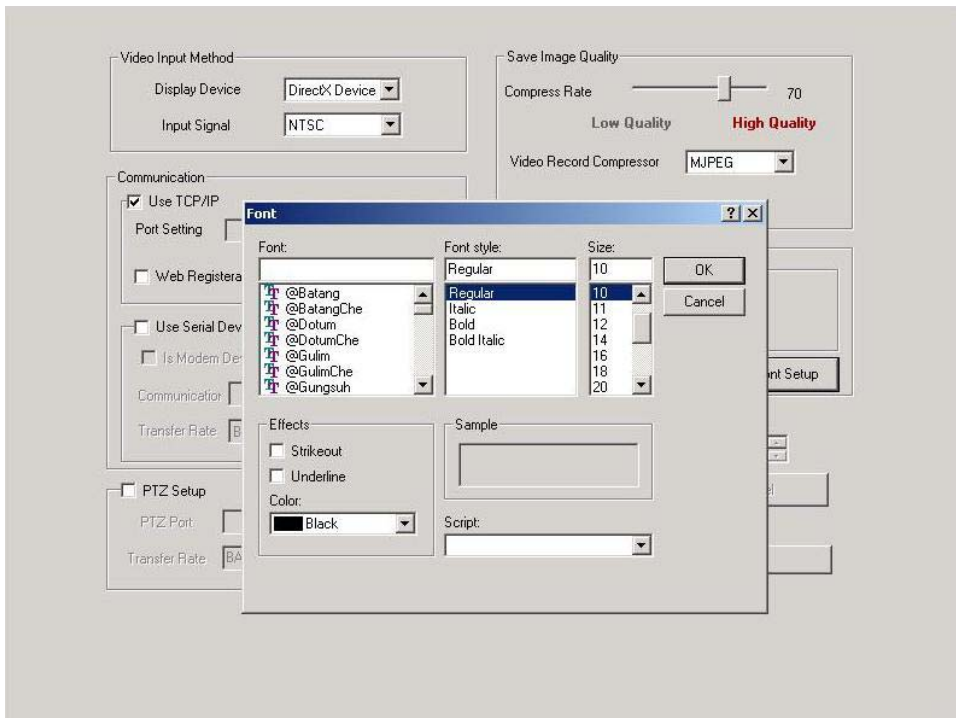 Video Input Method
Display Device
DirectX Device
Input Signal
NTSC
Save Image Quality
Compress Rate
70
Low Quality
High Quality
Video Record Compressor
MJPEG
Communication
Use TCP/IP
Port Setting
Web Registera
Use Serial Dev
Is Modem De
Communication
Transfer Rate
B
PTZ Setup
PTZ Port
Transfer Rate
BA
Font
Font:
@Batang
@BatangChe
@Dotum
@DotumChe
@Gulim
@GulimChe
@Gungsuh
Font style:
Regular
Regular
Italic
Bold
Bold Italic
Size:
10
10
11
12
14
16
18
20
OK
Cancel
Effects
Strikeout
Underline
Color:
Black
Sample
Script:
nt Setup
el